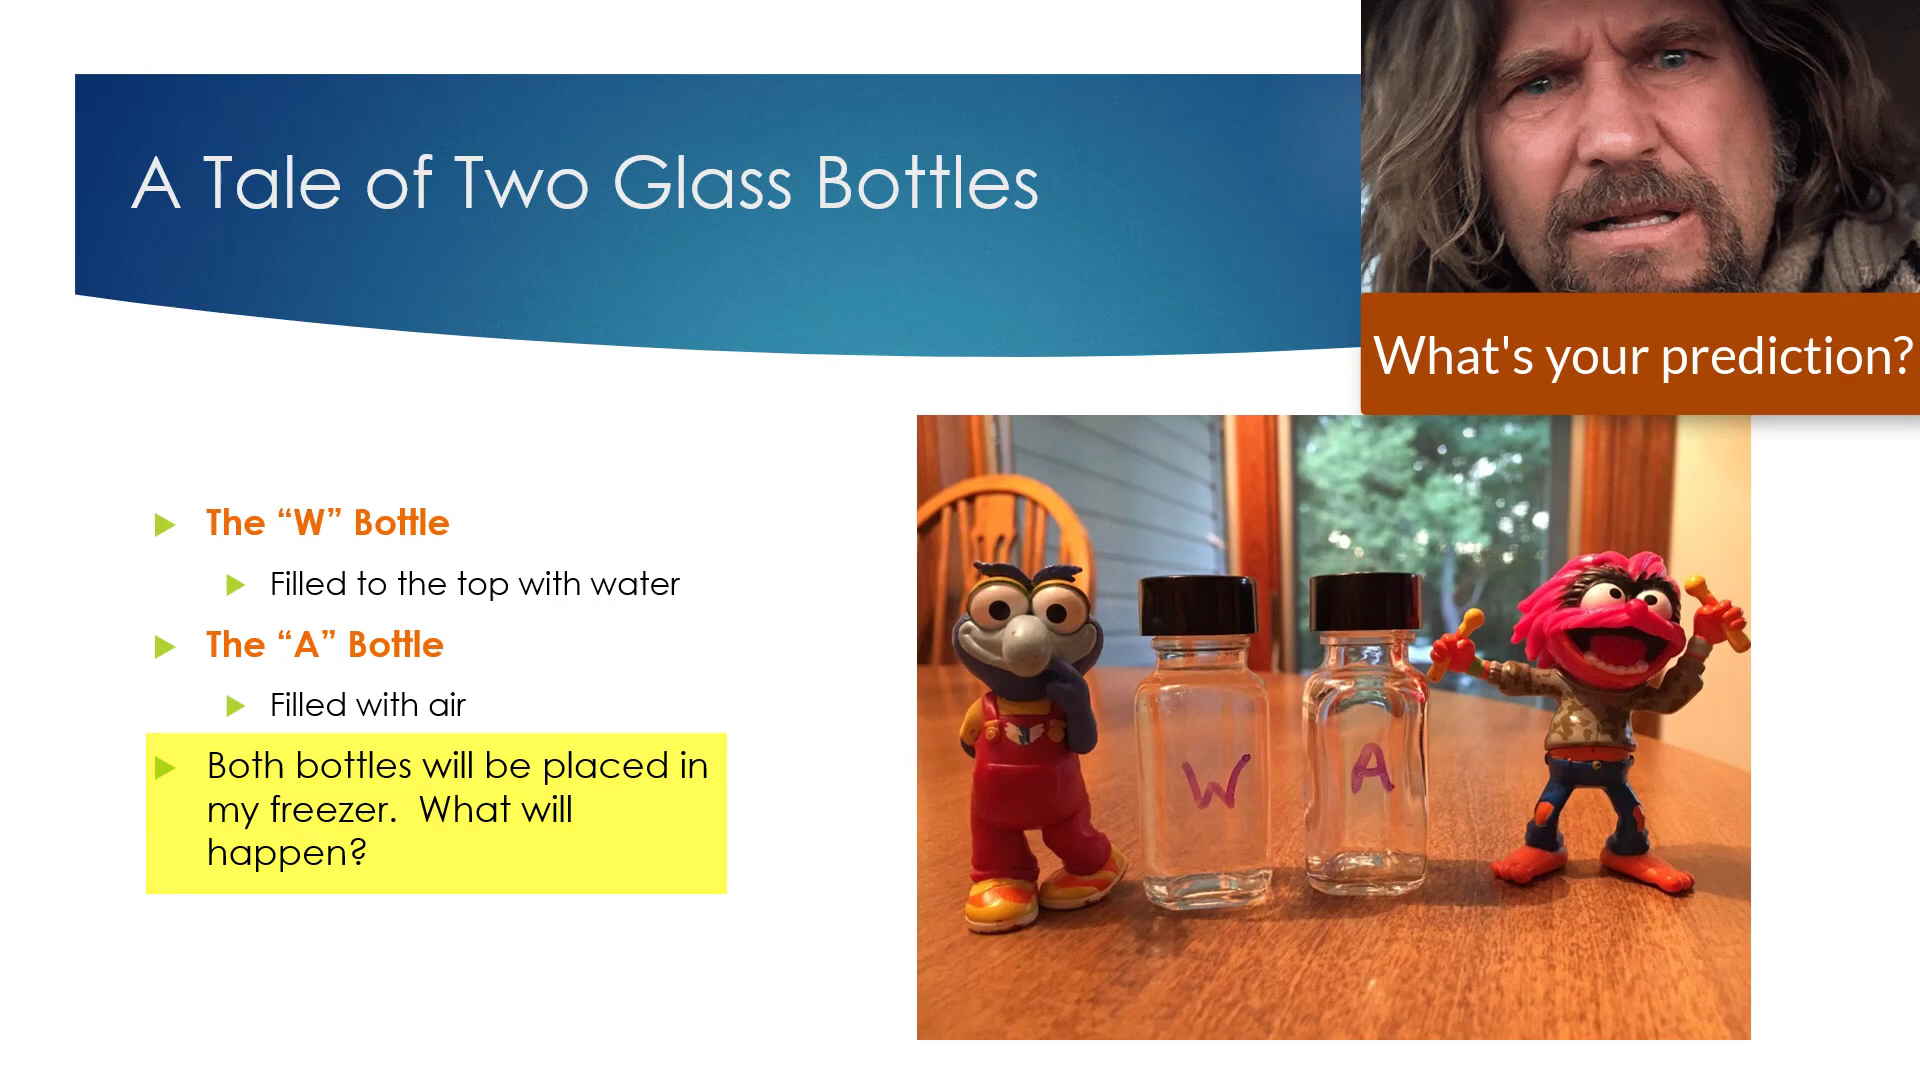 A Tale of Two Glass Bottles
What's your prediction?
The “W” Bottle
Filled to the top with water
The “A” Bottle
Filled with air
Both bottles will be placed in
my freezer.  What will
happen?
W
A